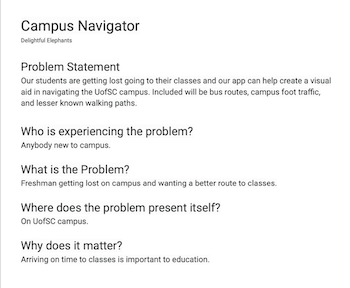 Campus Navigator
Delightful Elephants
Problem Statement
Our students are getting lost going to their classes and our app can help create a visual
aid in navigating the UofSC campus. Included will be bus routes, campus foot traffic,
and lesser known walking paths.
Who is experiencing the problem?
Anybody new to campus.
What is the Problem?
Freshman getting lost on campus and wanting a better route to classes.
Where does the problem present itself?
On UofSC campus.
Why does it matter?
Arriving on time to classes is important to education.